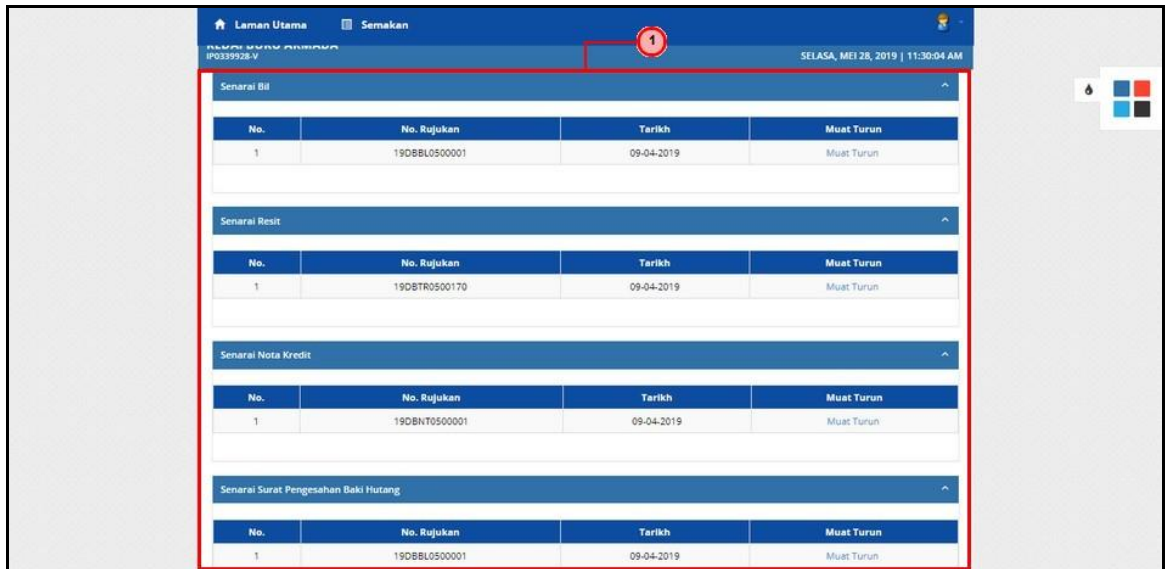 Laman Utama Semakan
1
KEDAI BUKU ARMADA
IP0339928-V SELASA, MEI 28, 2019 | 11:30:04 AM
Senarai Bil
No. No. Rujukan Tarikh Muat Turun
1 19DBBL0500001 09-04-2019 Muat Turun
Senarai Resit
No. No. Rujukan Tarikh Muat Turun
1 19DBTR0500170 09-04-2019 Muat Turun
Senarai Nota Kredit
No. No. Rujukan Tarikh Muat Turun
1 19DBNT0500001 09-04-2019 Muat Turun
Senarai Surat Pengesahan Baki Hutang
No. No. Rujukan Tarikh Muat Turun
1 19DBBL0500001 09-04-2019 Muat Turun